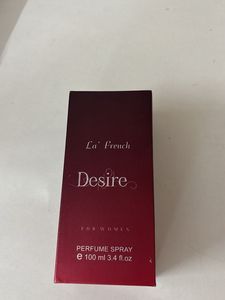 La' French
Desire
FOR WOMEN
PERFUME SPRAY
e 100 ml 3.4 fl.oz